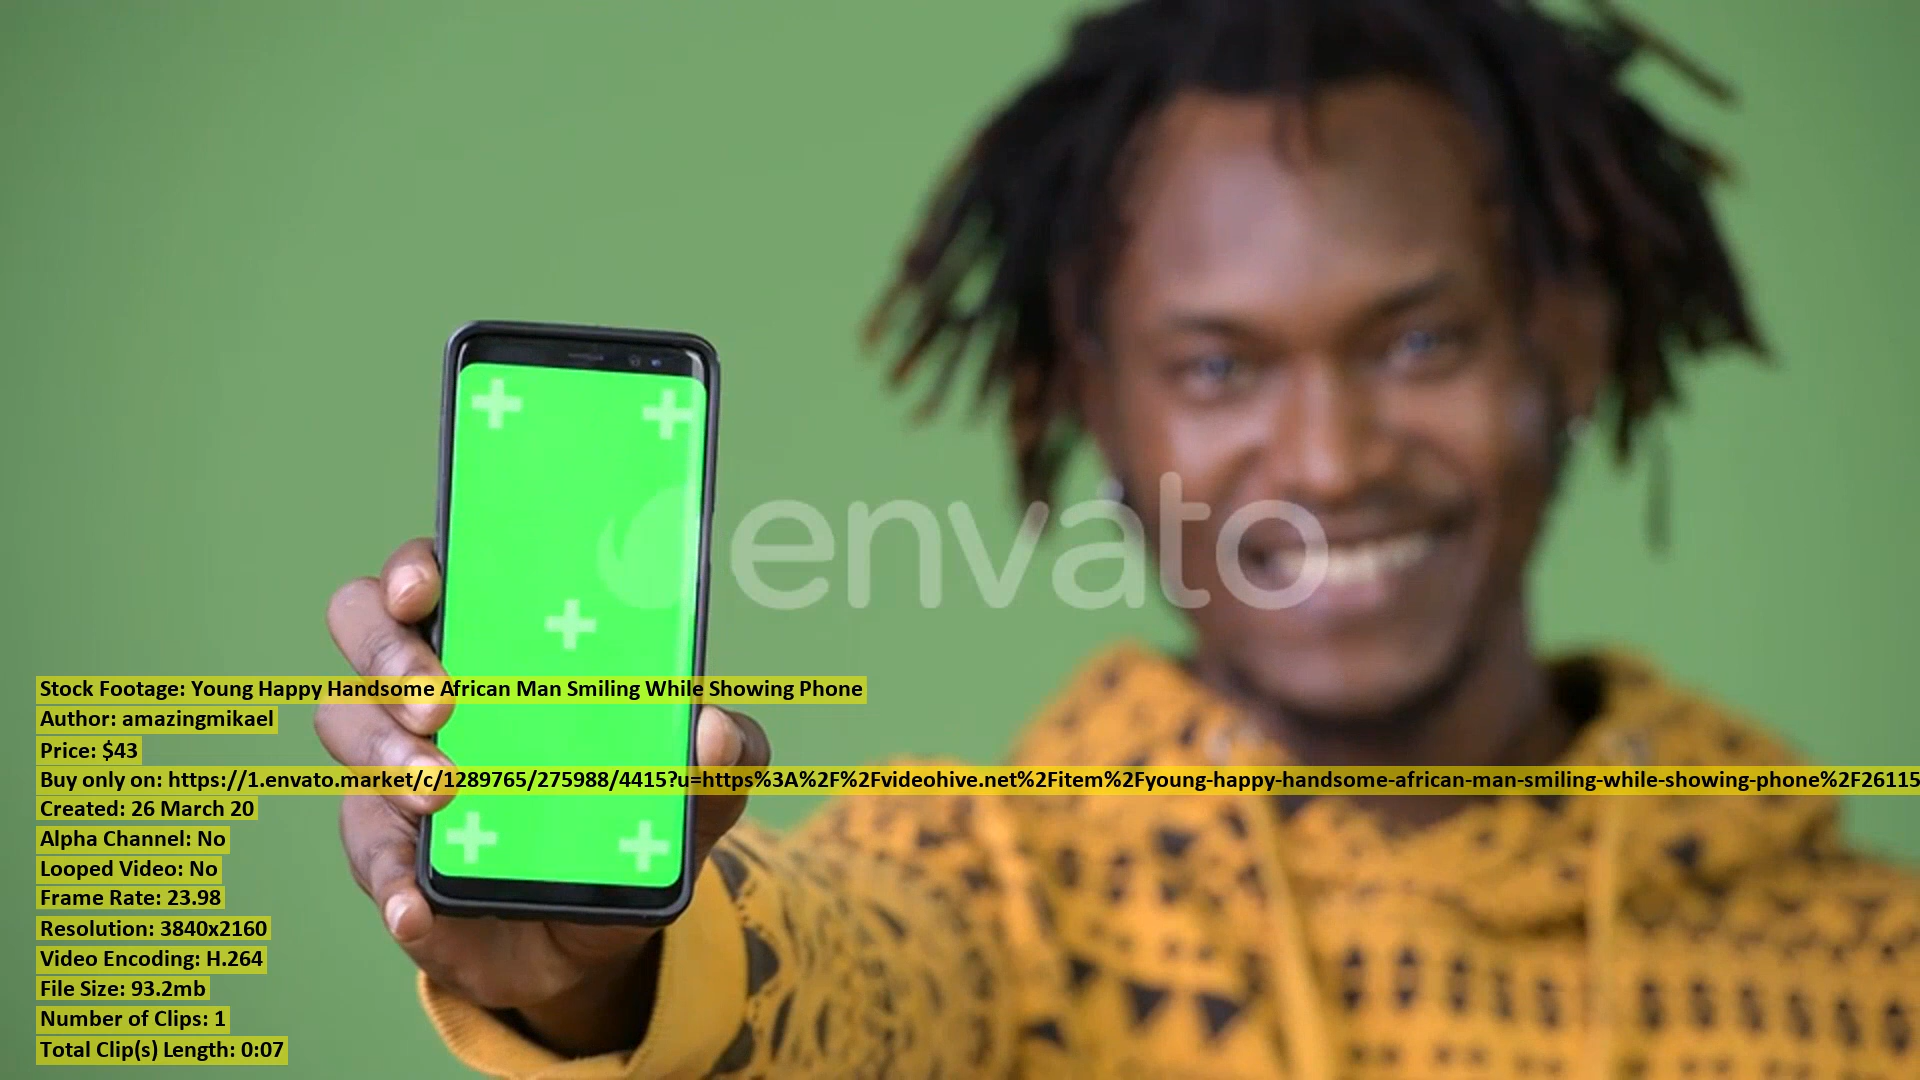 envato
Stock Footage: Young Happy Handsome African Man Smiling While Showing Phone
Author: amazingmikael
Price: $43
Buy only on: https://1.envato.market/c/1289765/275988/4415?u=https%3A%2F%2Fvideohive.net%2Fitem%2Fyoung-happy-handsome-african-man-smiling-while-showing-phone%2F26115
Created: 26 March 20
Alpha Channel: No
Looped Video: No
Frame Rate: 23.98
Resolution: 3840x2160
Video Encoding: H.264
File Size: 93.2mb
Number of Clips: 1
Total Clip(s) Length: 0:07